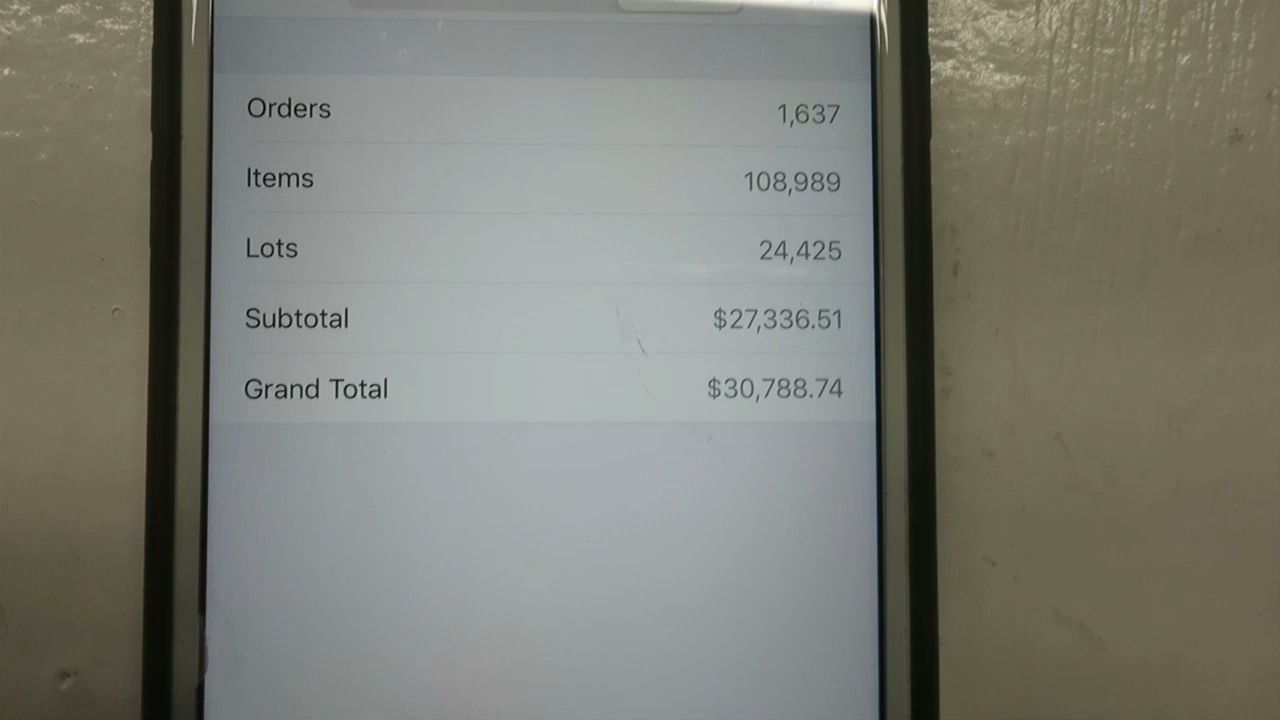 Orders 1,637
Items 108,989
Lots 24,425
Subtotal $27,336.51
Grand Total $30,788.74